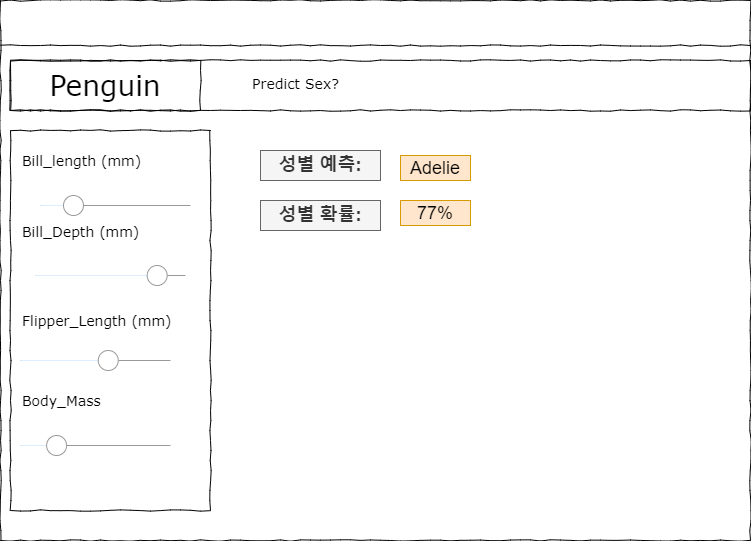 Penguin
Predict Sex?
Bill_length (mm)
Bill_Depth (mm)
Flipper_Length (mm)
Body_Mass
성별 예측:
Adelie
성별 확률:
77%